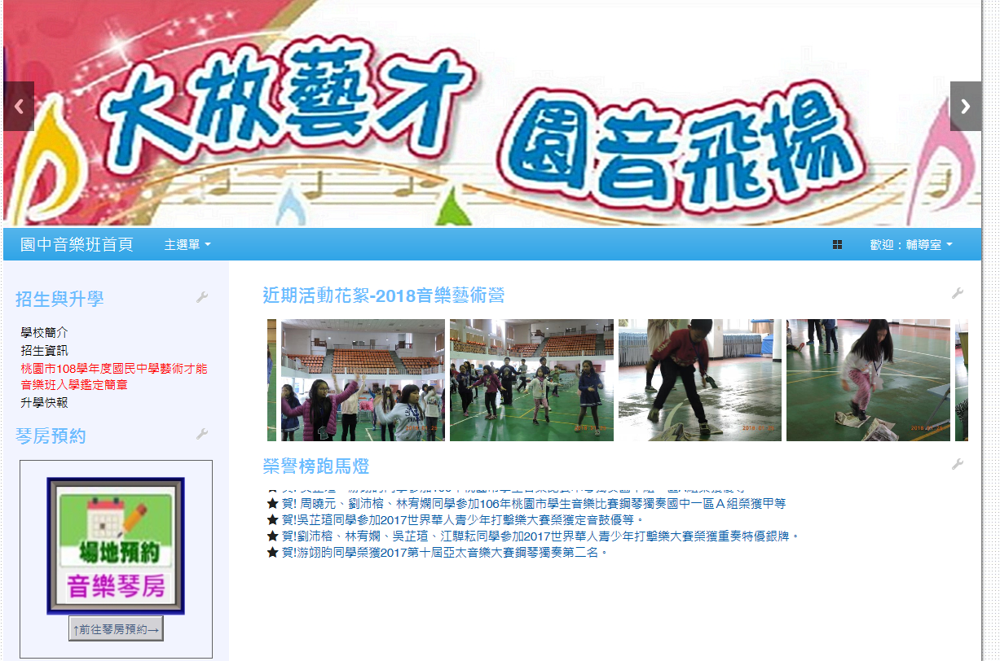 大放藝才
園音飛揚
園中音樂班首頁 主選單 歡迎：輔導室
招生與升學
學校簡介
招生資訊
桃園市108學年度國民中學藝術才能
音樂班入學鑑定簡章
升學快報
琴房預約
場地預約
音樂琴房
↑前往琴房預約→
近期活動花絮-2018音樂藝術營
榮譽榜跑馬燈
★ 賀! 周曉元、劉沛榕、林宥嫻同學參加106年桃園市學生音樂比賽鋼琴獨奏國中一區Ａ組榮獲甲等
★ 賀!吳芷瑄同學參加2017世界華人青少年打擊樂大賽榮獲定音鼓優等。
★ 賀!劉沛榕、林宥嫻、吳芷瑄、江驊耘同學參加2017世界華人青少年打擊樂大賽榮獲重奏特優銀牌。
★ 賀!游翊昀同學榮獲2017第十屆亞太音樂大賽鋼琴獨奏第二名。